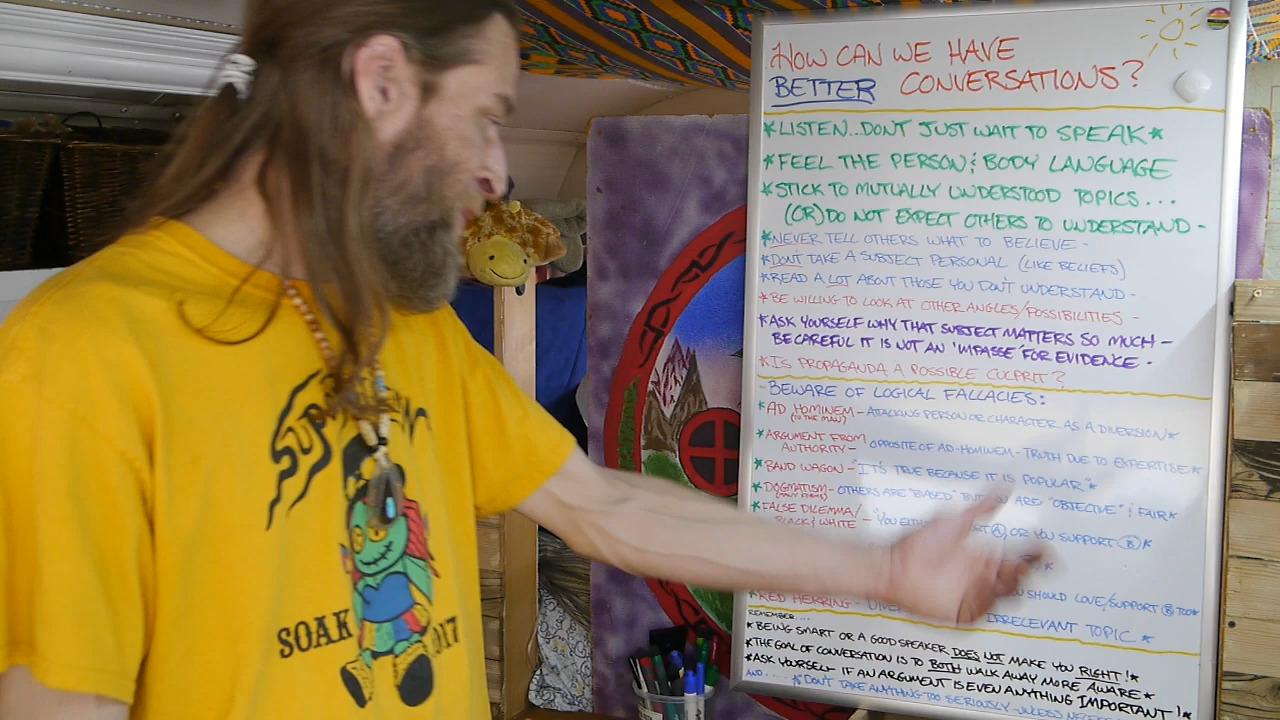 HOW CAN WE HAVE
BETTER CONVERSATIONS?
*LISTEN..DONT JUST WAIT TO SPEAK*
*FEEL THE PERSON & BODY LANGUAGE
*STICK TO MUTUALLY UNDERSTOOD TOPICS...
(OR) DO NOT EXPECT OTHERS TO UNDERSTAND-
*NEVER TELL OTHERS WHAT TO BELIEVE-
*DON'T TAKE A SUBJECT PERSONAL (LIKE BELIEFS)
*READ A LOT ABOUT THOSE YOU DON'T UNDERSTAND-
*BE WILLING TO LOOK AT OTHER ANGLES/POSSIBILITIES -
*ASK YOURSELF WHY THAT SUBJECT MATTERS SO MUCH-
BE CAREFUL IT IS NOT AN 'IMPASSE' FOR EVIDENCE.
*IS PROPAGANDA A POSSIBLE CULPRIT?
-BEWARE OF LOGICAL FALLACIES:
*AD HOMINEM- ATTACKING PERSON OR CHARACTER AS A DIVERSION*
(TO THE MAN)
*ARGUMENT FROM
AUTHORITY- OPPOSITE OF AD-HOMINEM-TRUTH DUE TO EXPERTISE*
*BAND WAGON-"IT'S TRUE BECAUSE IT IS POPULAR"*
*DOGMATISM-OTHERS ARE "BIASED" BUT ARE "OBJECTIVE" & FAIR*
(MANY FORMS)
*FALSE DILEMMA/
BLACK & WHITE - "YOU A, OR YOU SUPPORT B*
SHOULD LOVE/SUPPORT B TOO*
*RED HERRING- IRRELEVANT TOPIC *
REMEMBER....
*BEING SMART OR A GOOD SPEAKER DOES NOT MAKE YOU RIGHT!*
*THE GOAL OF CONVERSATION IS TO BOTH WALK AWAY MORE AWARE*
*ASK YOURSELF IF AN ARGUMENT IS EVEN ANYTHING IMPORTANT!*
AND.....*DON'T TAKE ANYTHING TOO SERIOUSLY-UNLESS
SOAK 2017